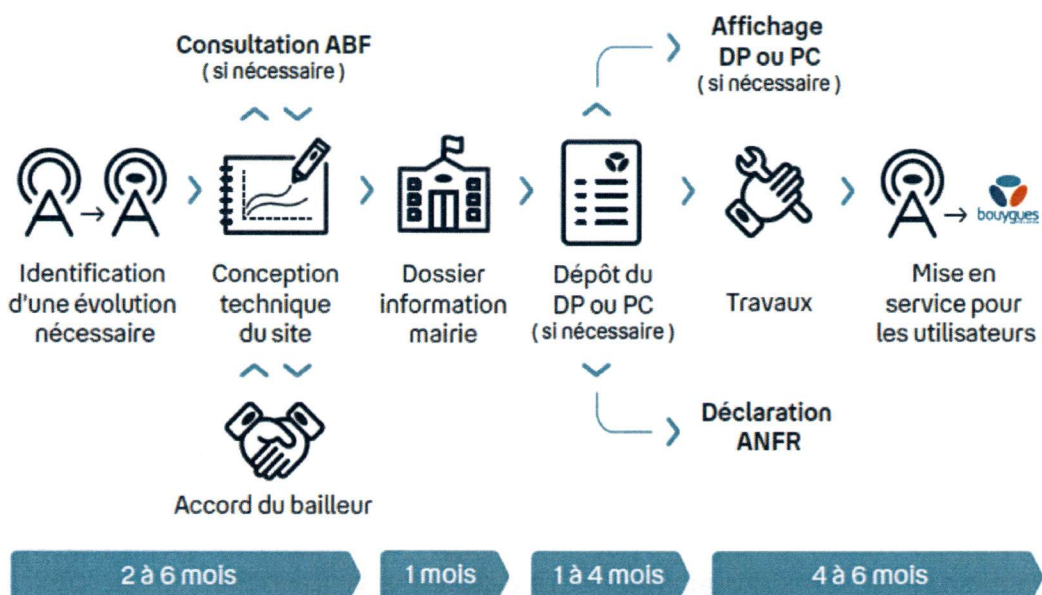 Consultation ABF
( si nécessaire )
Affichage
DP ou PC
( si nécessaire )
bouygues
Identification
d'une évolution
nécessaire
Conception
technique
du site
Dossier
information
mairie
Dépôt du
DP ou PC
( si nécessaire )
Travaux
Mise en
service pour
les utilisateurs
Déclaration
ANFR
Accord du bailleur
2 à 6 mois
1 mois
1 à 4 mois
4 à 6 mois